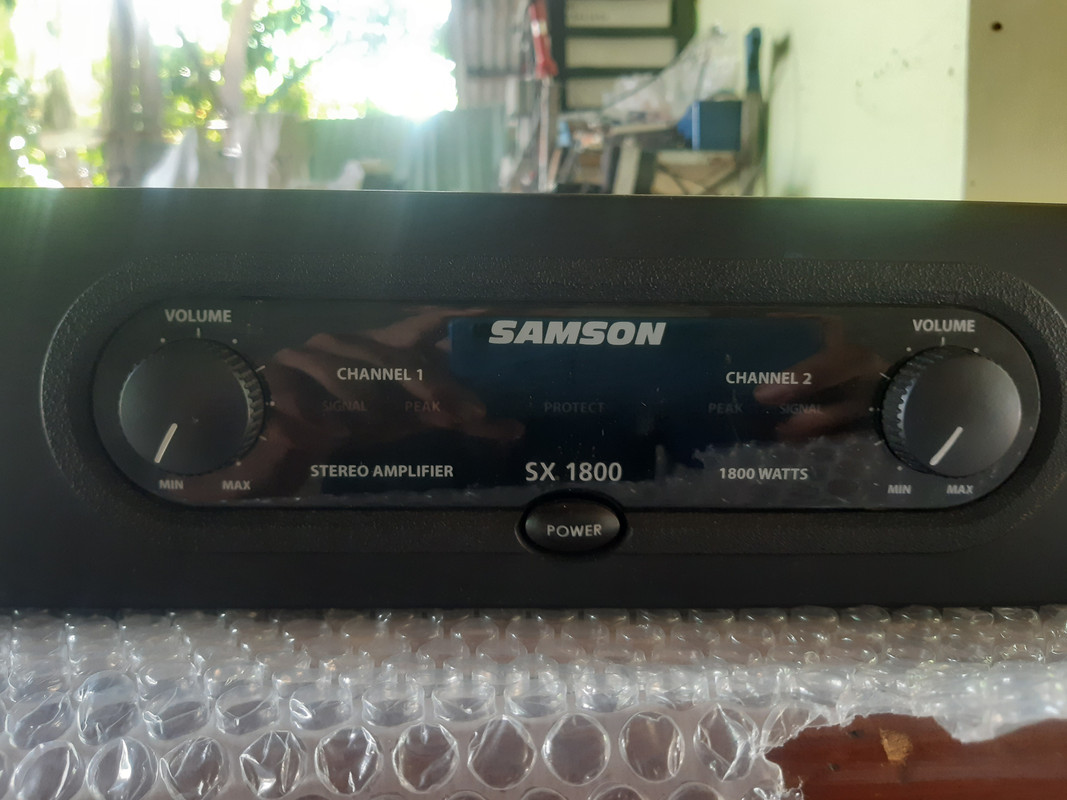 VOLUME
SAMSON
VOLUME
CHANNEL 1
CHANNEL 2
SIGNAL PEAK PROTECT PEAK SIGNAL
STEREO AMPLIFIER SX 1800 1800 WATTS
MIN MAX
MIN MAX
POWER